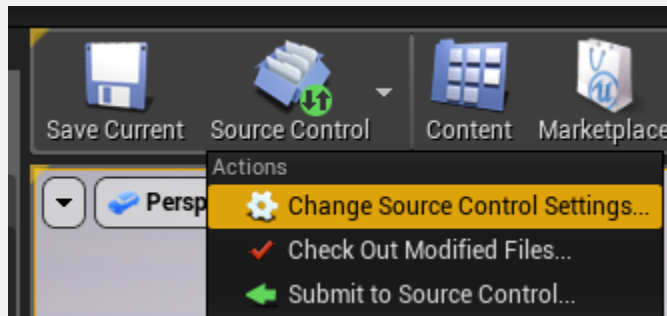 Save Current Source Control Content Marketplace
Actions
Persp
Change Source Control Settings...
Check Out Modified Files...
Submit to Source Control...